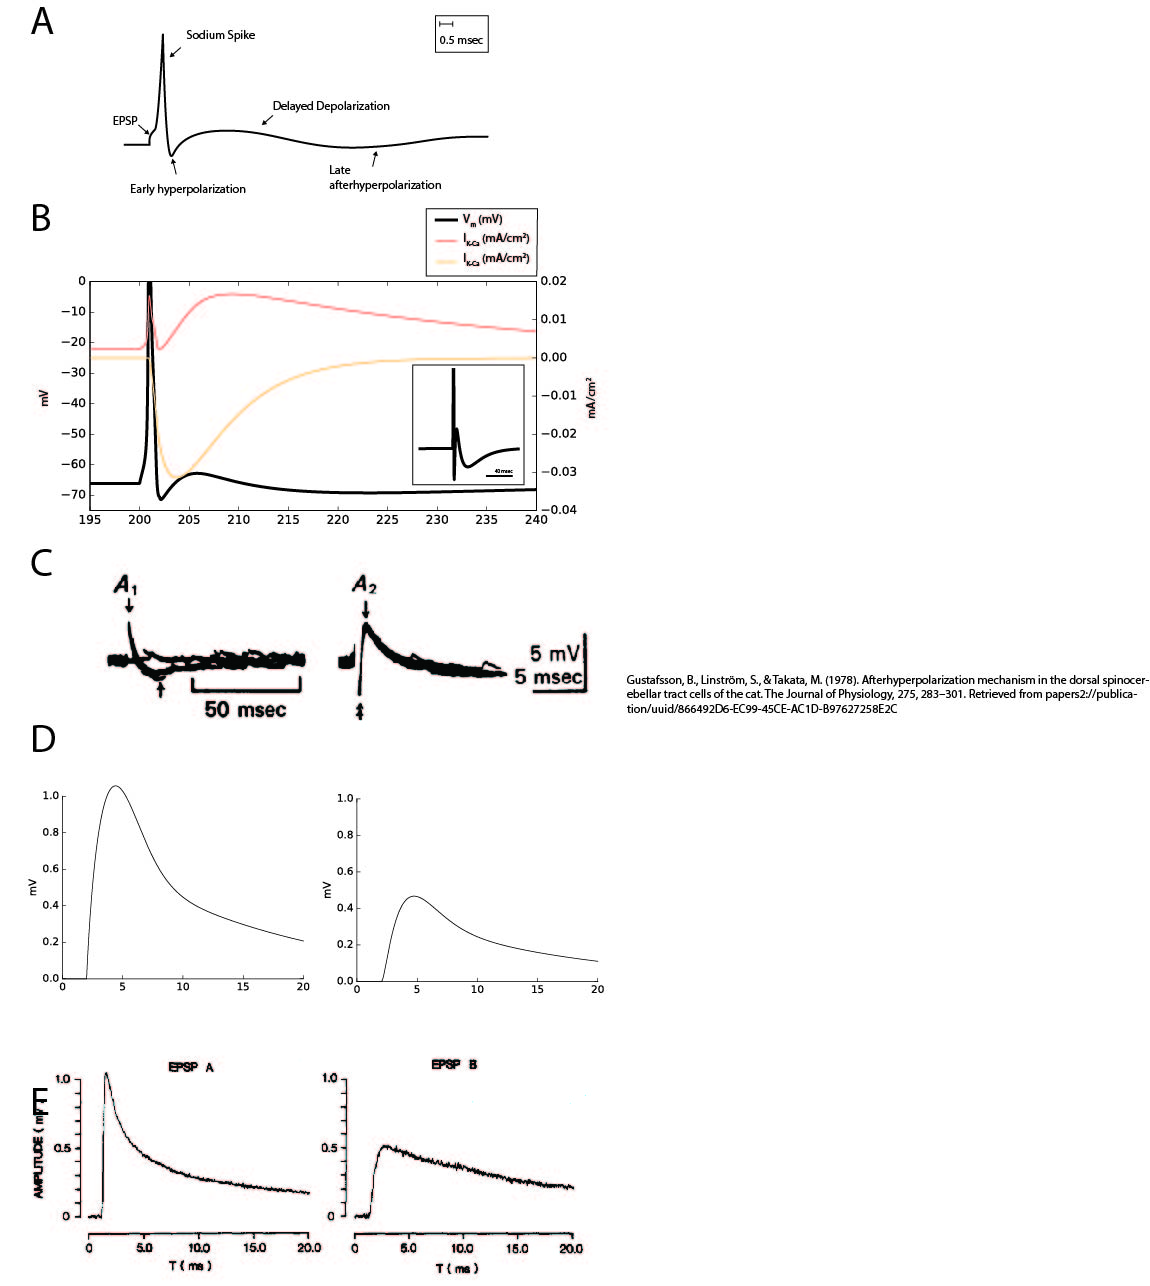 A
Sodium Spike
0.5 msec
EPSP
Delayed Depolarization
Early hyperpolarization
Late
afterhyperpolarization
B
Vm (mV)
IK-Ca (mA/cm²)
IK-Ca (mA/cm²)
0
−10
−20
−30
−40
−50
−60
−70
mV
0.02
0.01
0.00
−0.01
−0.02
−0.03
−0.04
mA/cm²
40 msec
195 200 205 210 215 220 225 230 235 240
C
A1
A2
50 msec
5 mV
5 msec
Gustafsson, B., Linström, S., & Takata, M. (1978). Afterhyperpolarization mechanism in the dorsal spinocer-
ebellar tract cells of the cat. The Journal of Physiology, 275, 283–301. Retrieved from papers2://publica-
tion/uuid/866492D6-EC99-45CE-AC1D-B97627258E2C
D
1.0
0.8
0.6
0.4
0.2
0.0
mV
0 5 10 15 20
1.0
0.8
0.6
0.4
0.2
0.0
mV
0 5 10 15 20
E
EPSP A
1.0
0.5
0
AMPLITUDE ( mV )
0 5.0 10.0 15.0 20.0
T ( ms )
EPSP B
1.0
0.5
0
0 5.0 10.0 15.0 20.0
T ( ms )